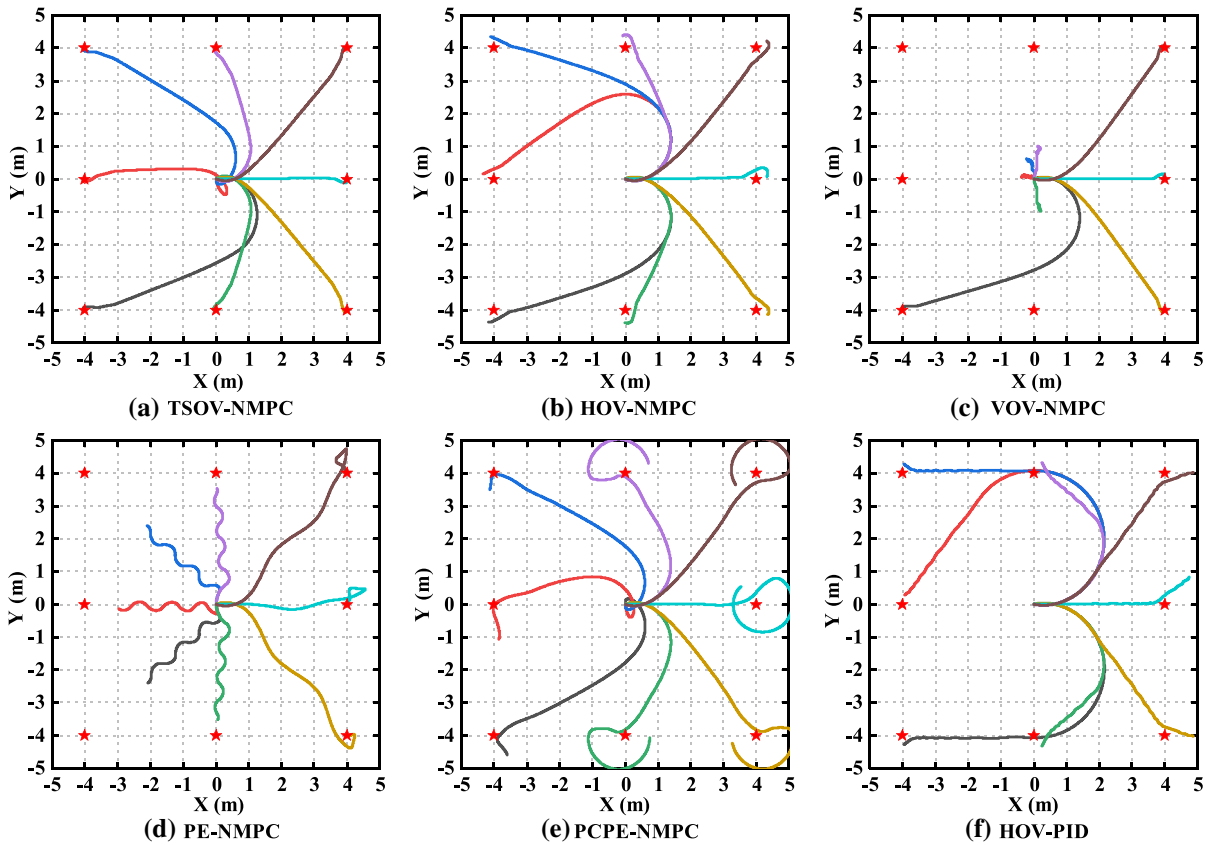 5
4
3
2
1
0
-1
-2
-3
-4
-5
Y (m)
-5 -4 -3 -2 -1 0 1 2 3 4 5
X (m)
(a) TSOV-NMPC
5
4
3
2
1
0
-1
-2
-3
-4
-5
Y (m)
-5 -4 -3 -2 -1 0 1 2 3 4 5
X (m)
(b) HOV-NMPC
5
4
3
2
1
0
-1
-2
-3
-4
-5
Y (m)
-5 -4 -3 -2 -1 0 1 2 3 4 5
X (m)
(c) VOV-NMPC
5
4
3
2
1
0
-1
-2
-3
-4
-5
Y (m)
-5 -4 -3 -2 -1 0 1 2 3 4 5
X (m)
(d) PE-NMPC
5
4
3
2
1
0
-1
-2
-3
-4
-5
Y (m)
-5 -4 -3 -2 -1 0 1 2 3 4 5
X (m)
(e) PCPE-NMPC
5
4
3
2
1
0
-1
-2
-3
-4
-5
Y (m)
-5 -4 -3 -2 -1 0 1 2 3 4 5
X (m)
(f) HOV-PID